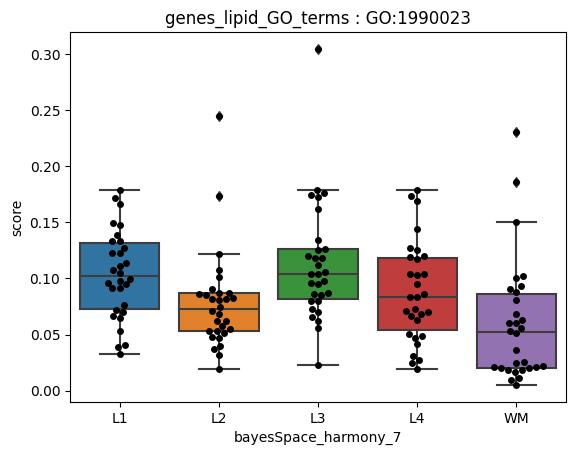 genes_lipid_GO_terms : GO:1990023
0.30
0.25
0.20
0.15
0.10
0.05
0.00
score
L1 L2 L3 L4 WM
bayesSpace_harmony_7